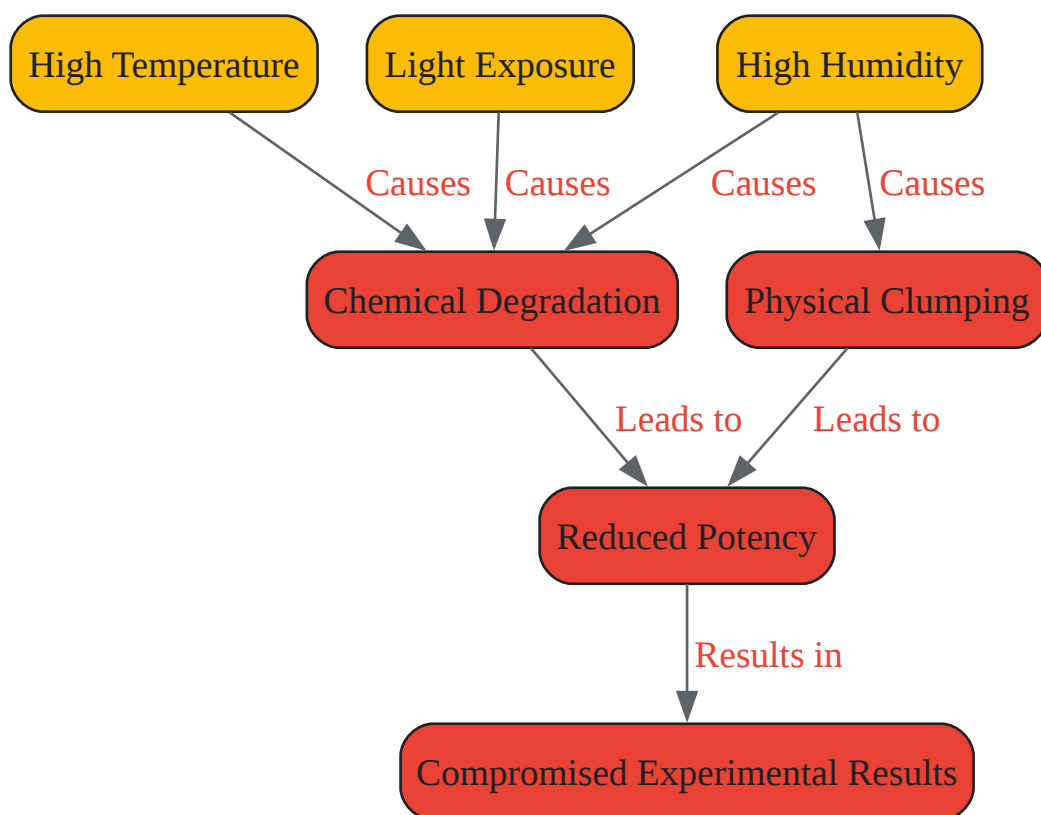 High Temperature
Light Exposure
High Humidity
Causes
Causes
Causes
Causes
Chemical Degradation
Physical Clumping
Leads to
Leads to
Reduced Potency
Results in
Compromised Experimental Results